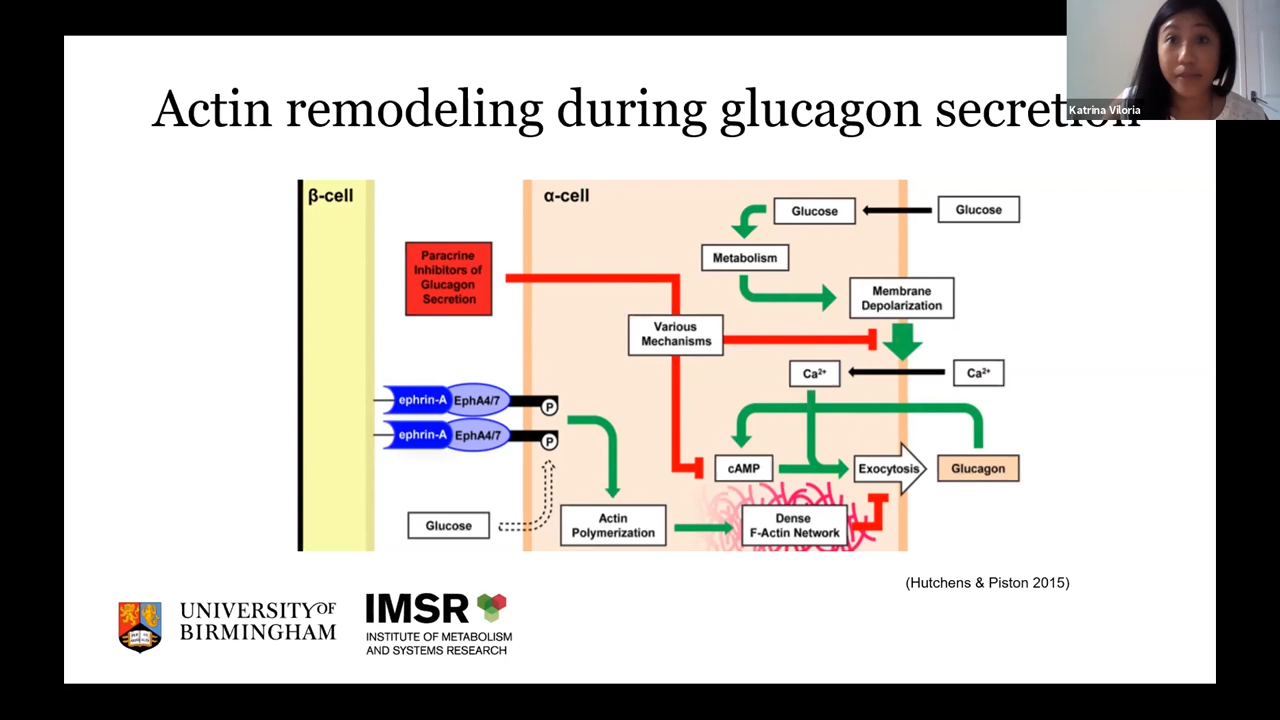 Actin remodeling during glucagon secretion
Katrina Viloria
β-cell
α-cell
Glucose
Glucose
Paracrine
Inhibitors of
Glucagon
Secretion
Metabolism
Membrane
Depolarization
Various
Mechanisms
Ca²⁺
Ca²⁺
ephrin-A EphA4/7 P
ephrin-A EphA4/7 P
cAMP
Exocytosis
Glucagon
Glucose
Actin
Polymerization
Dense
F-Actin Network
(Hutchens & Piston 2015)
UNIVERSITY OF
BIRMINGHAM
IMSR
INSTITUTE OF METABOLISM
AND SYSTEMS RESEARCH